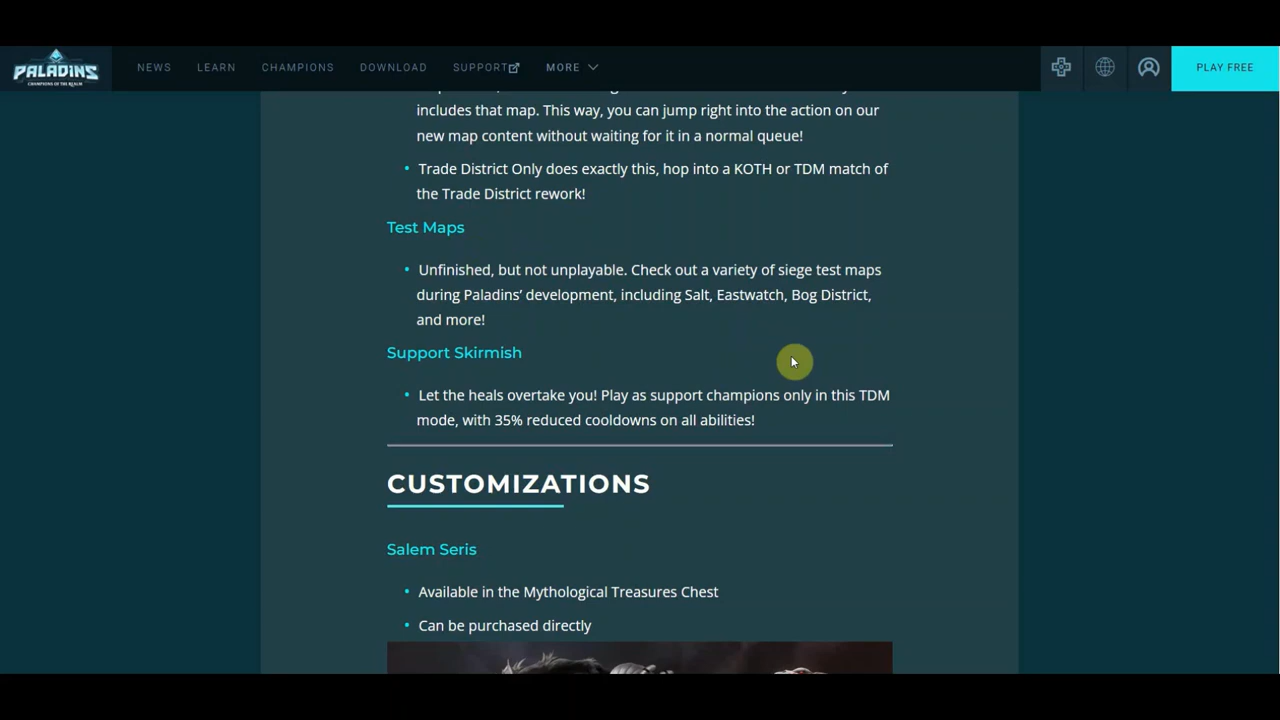 PALADINS
CHAMPIONS OF THE REALM
NEWS
LEARN
CHAMPIONS
DOWNLOAD
SUPPORT
MORE
PLAY FREE
includes that map. This way, you can jump right into the action on our
new map content without waiting for it in a normal queue!
• Trade District Only does exactly this, hop into a KOTH or TDM match of
the Trade District rework!
Test Maps
• Unfinished, but not unplayable. Check out a variety of siege test maps
during Paladins’ development, including Salt, Eastwatch, Bog District,
and more!
Support Skirmish
• Let the heals overtake you! Play as support champions only in this TDM
mode, with 35% reduced cooldowns on all abilities!
CUSTOMIZATIONS
Salem Seris
• Available in the Mythological Treasures Chest
• Can be purchased directly